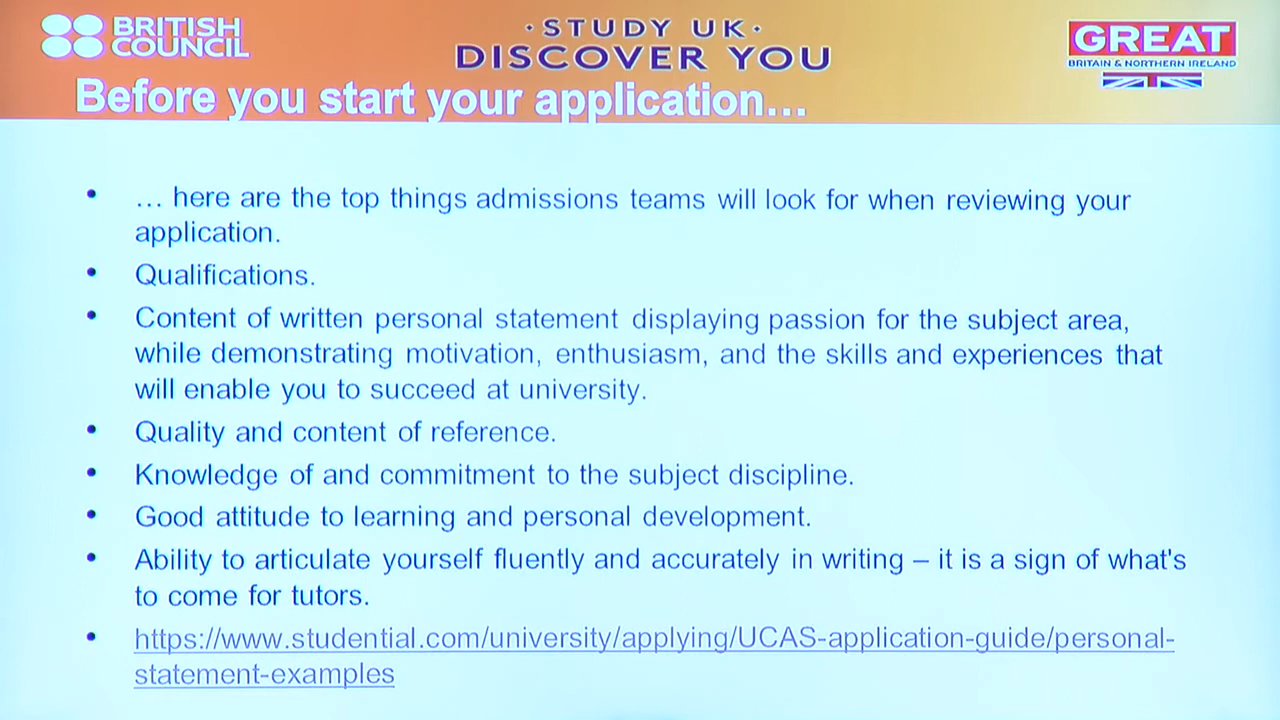 BRITISH
COUNCIL
· STUDY UK ·
DISCOVER YOU
GREAT
BRITAIN & NORTHERN IRELAND
Before you start your application...
• … here are the top things admissions teams will look for when reviewing your
application.
• Qualifications.
• Content of written personal statement displaying passion for the subject area,
while demonstrating motivation, enthusiasm, and the skills and experiences that
will enable you to succeed at university.
• Quality and content of reference.
• Knowledge of and commitment to the subject discipline.
• Good attitude to learning and personal development.
• Ability to articulate yourself fluently and accurately in writing – it is a sign of what's
to come for tutors.
• https://www.studential.com/university/applying/UCAS-application-guide/personal-
statement-examples